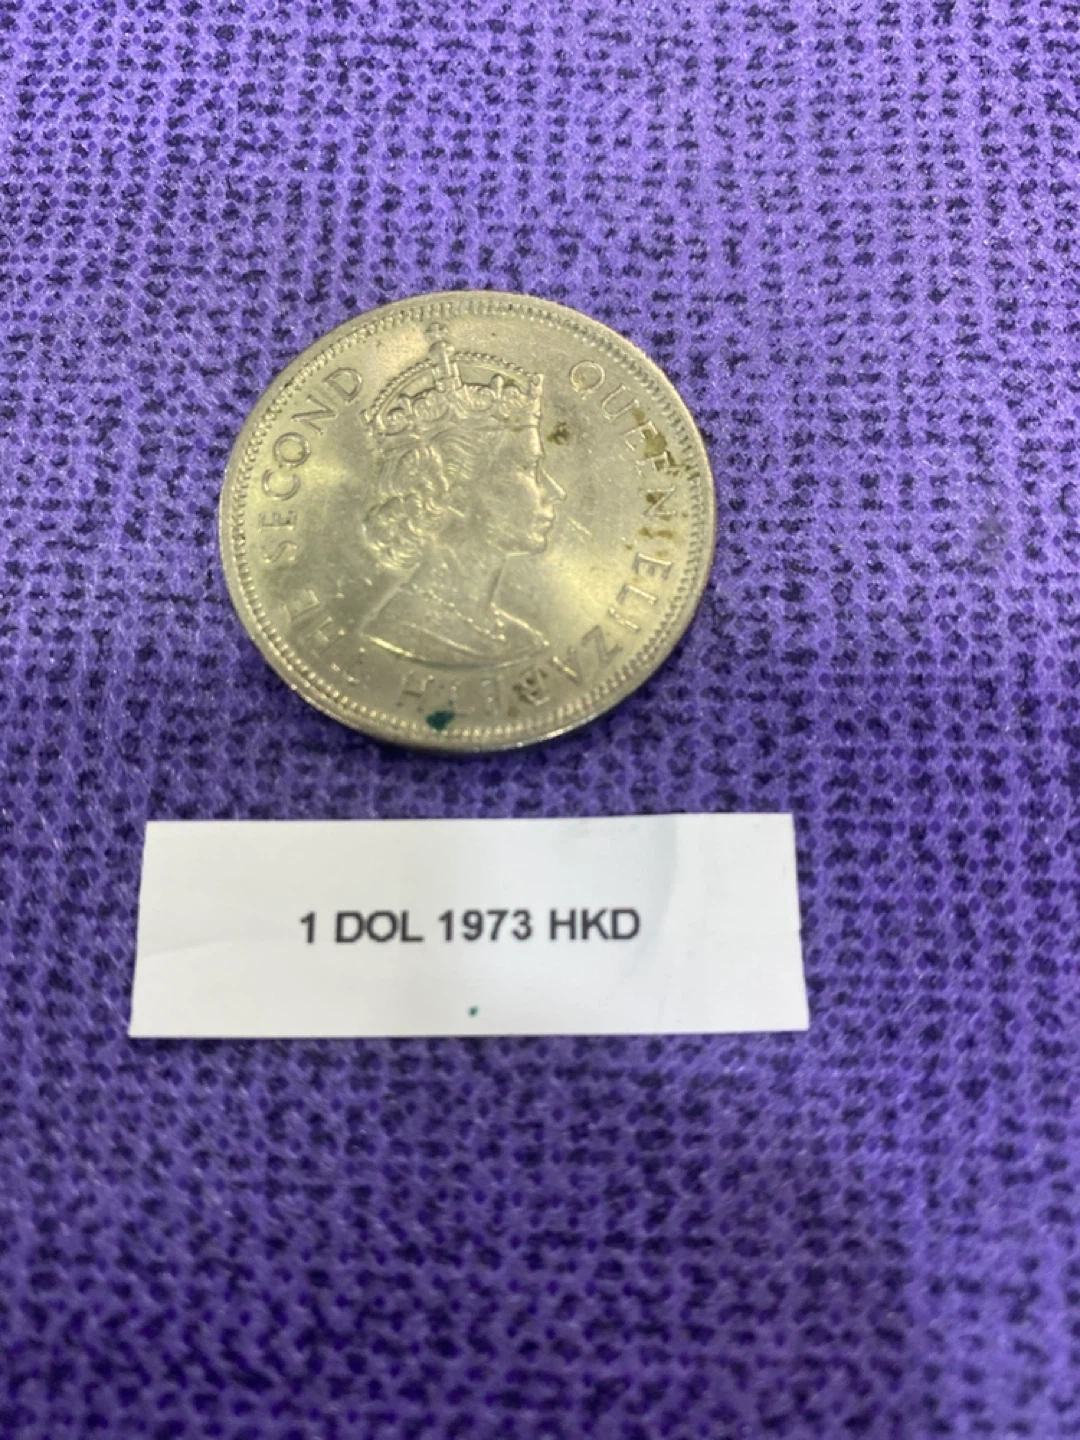 QUEEN ELIZABETH THE SECOND
1 DOL 1973 HKD